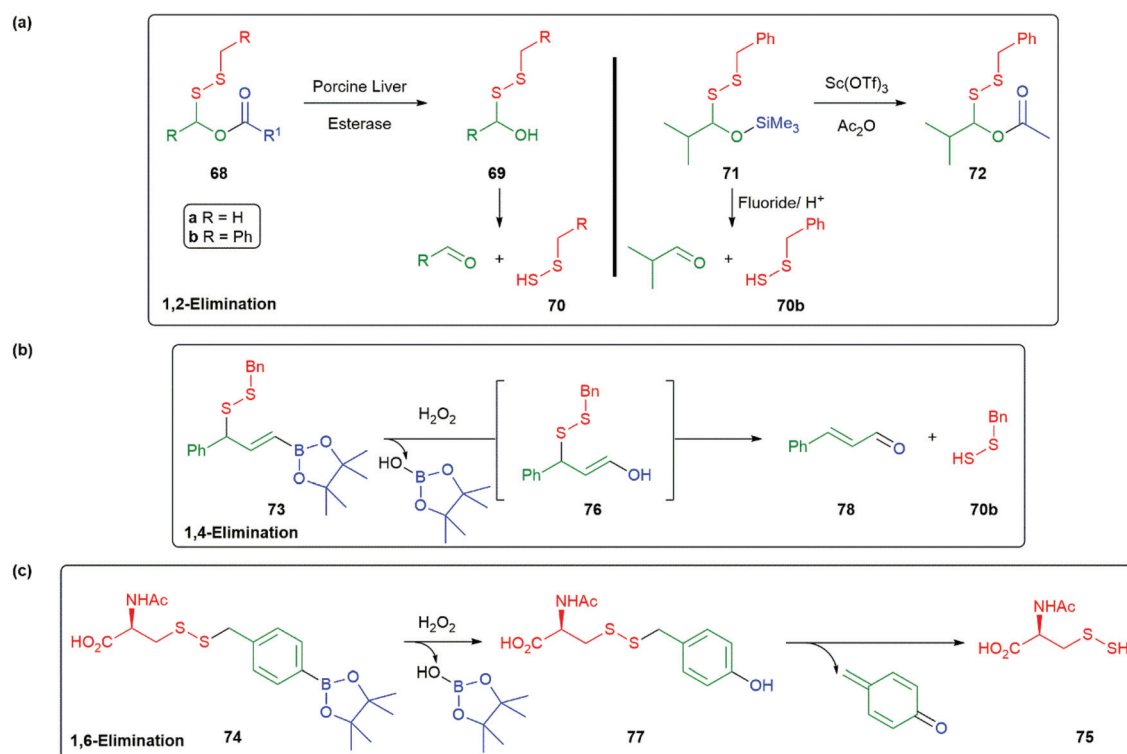 (a)
R
S
S
O
R
O
R¹
68
Porcine Liver
Esterase
R
S
S
R
OH
69
Ph
S
S
O
SiMe₃
71
Sc(OTf)₃
Ac₂O
Ph
S
S
O
O
72
a R = H
b R = Ph
Fluoride/ H⁺
R
O
+
R
HS
S
70
O
+
Ph
HS
S
70b
1,2-Elimination
(b)
Bn
S
S
Ph
B
O
O
73
H₂O₂
HO
B
O
O
Bn
S
S
Ph
OH
76
Ph
O
78
+
Bn
S
HS
70b
1,4-Elimination
(c)
NHAc
HO₂C
S
S
B
O
O
74
H₂O₂
HO
B
O
O
NHAc
HO₂C
S
S
OH
77
O
NHAc
HO₂C
S
SH
75
1,6-Elimination